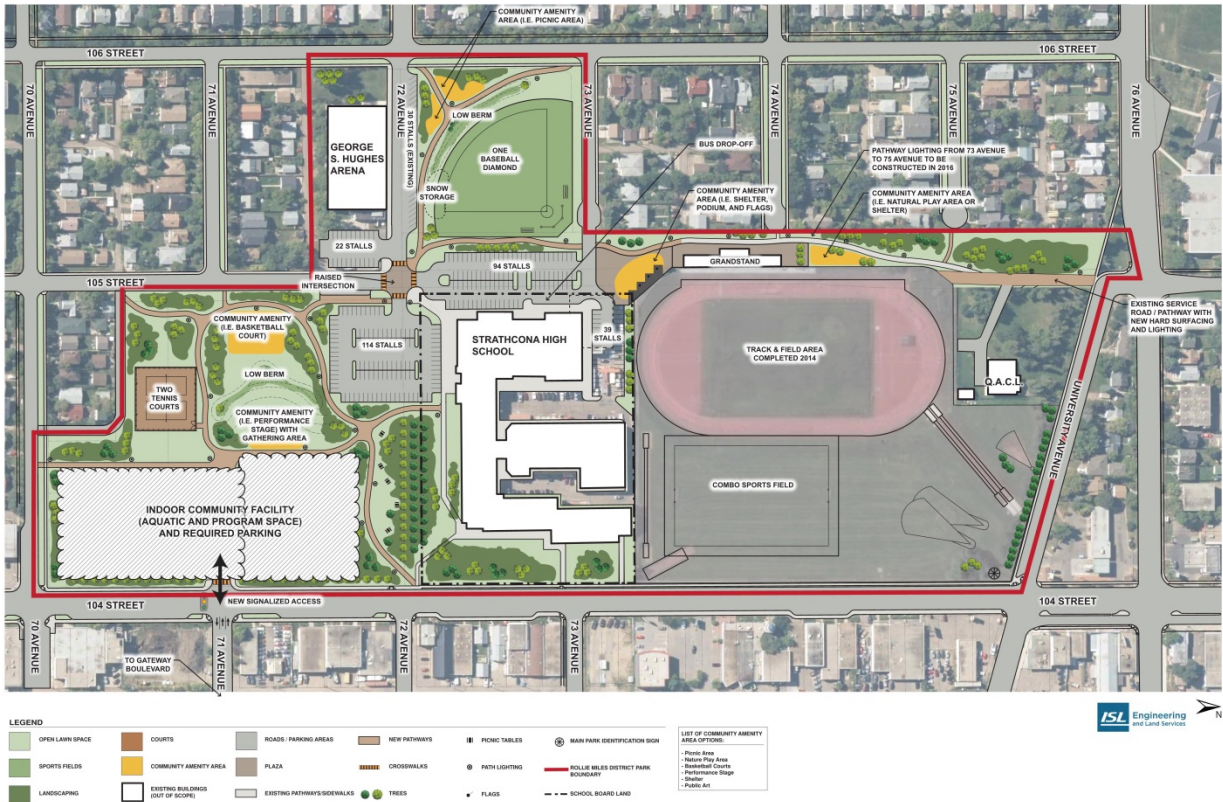 COMMUNITY AMENITY
AREA (I.E. PICNIC AREA)
106 STREET
106 STREET
70 AVENUE
71 AVENUE
72 AVENUE
73 AVENUE
74 AVENUE
75 AVENUE
76 AVENUE
LOW BERM
GEORGE
S. HUGHES
ARENA
30 STALLS (EXISTING)
ONE
BASEBALL
DIAMOND
SNOW
STORAGE
BUS DROP-OFF
PATHWAY LIGHTING FROM 73 AVENUE
TO 75 AVENUE TO BE
CONSTRUCTED IN 2016
COMMUNITY AMENITY
AREA (I.E. SHELTER,
PODIUM, AND FLAGS)
COMMUNITY AMENITY AREA
(I.E. NATURAL PLAY AREA OR
SHELTER)
22 STALLS
94 STALLS
GRANDSTAND
RAISED
INTERSECTION
105 STREET
105 STREET
EXISTING SERVICE
ROAD / PATHWAY WITH
NEW HARD SURFACING
AND LIGHTING
COMMUNITY AMENITY
(I.E. BASKETBALL
COURT)
114 STALLS
STRATHCONA HIGH
SCHOOL
39
STALLS
TRACK & FIELD AREA
COMPLETED 2014
LOW BERM
TWO
TENNIS
COURTS
Q.A.C.L.
COMMUNITY AMENITY
(I.E. PERFORMANCE
STAGE) WITH
GATHERING AREA
UNIVERSITY AVENUE
COMBO SPORTS FIELD
INDOOR COMMUNITY FACILITY
(AQUATIC AND PROGRAM SPACE)
AND REQUIRED PARKING
NEW SIGNALIZED ACCESS
104 STREET
104 STREET
70 AVENUE
71 AVENUE
72 AVENUE
73 AVENUE
TO GATEWAY
BOULEVARD
ISL Engineering
and Land Services
N
LEGEND
OPEN LAWN SPACE
COURTS
ROADS / PARKING AREAS
NEW PATHWAYS
PICNIC TABLES
MAIN PARK IDENTIFICATION SIGN
SPORTS FIELDS
COMMUNITY AMENITY AREA
PLAZA
CROSSWALKS
PATH LIGHTING
ROLLIE MILES DISTRICT PARK
BOUNDARY
LANDSCAPING
EXISTING BUILDINGS
(OUT OF SCOPE)
EXISTING PATHWAYS/SIDEWALKS
TREES
FLAGS
SCHOOL BOARD LAND
LIST OF COMMUNITY AMENITY
AREA OPTIONS:
- Picnic Area
- Nature Play Area
- Basketball Courts
- Performance Stage
- Shelter
- Public Art